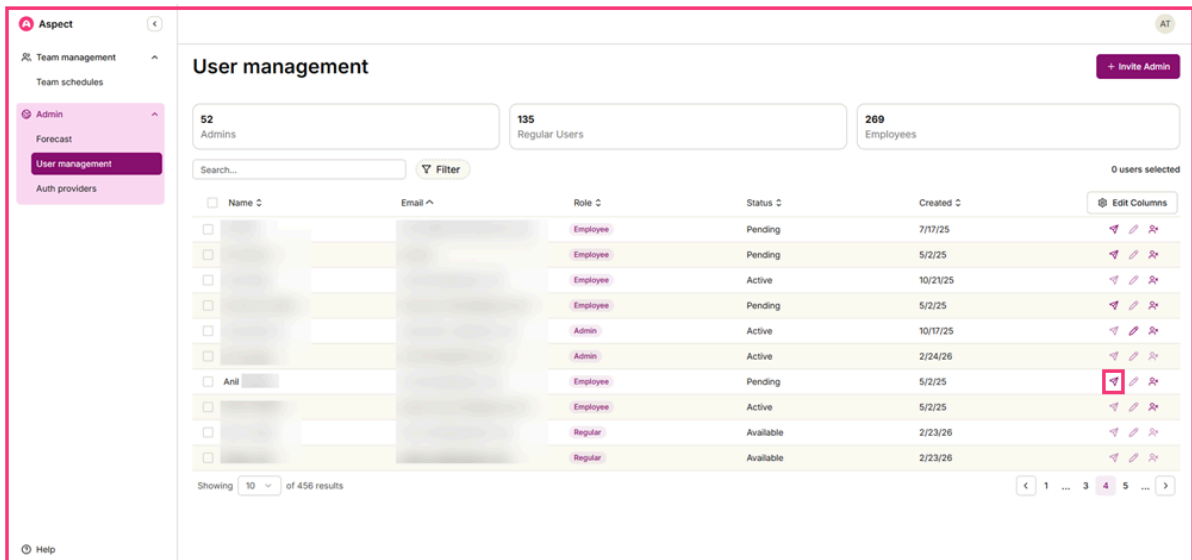 Aspect
AT
Team management
Team schedules
Admin
Forecast
User management
Auth providers
Help
User management
+ Invite Admin
52
Admins
135
Regular Users
269
Employees
Search...
Filter
0 users selected
Name Email Role Status Created Edit Columns
Employee Pending 7/17/25
Employee Pending 5/2/25
Employee Active 10/21/25
Employee Pending 5/2/25
Admin Active 10/17/25
Admin Active 2/24/26
Anil Employee Pending 5/2/25
Employee Active 5/2/25
Regular Available 2/23/26
Regular Available 2/23/26
Showing 10 of 456 results
1 ... 3 4 5 ...